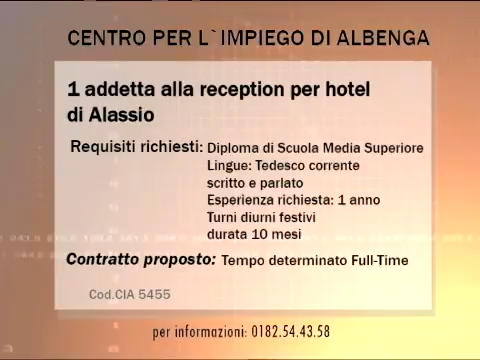 CENTRO PER L`IMPIEGO DI ALBENGA
1 addetta alla reception per hotel
di Alassio
Requisiti richiesti: Diploma di Scuola Media Superiore
Lingue: Tedesco corrente
scritto e parlato
Esperienza richiesta: 1 anno
Turni diurni festivi
durata 10 mesi
Contratto proposto: Tempo determinato Full-Time
Cod.CIA 5455
per informazioni: 0182.54.43.58